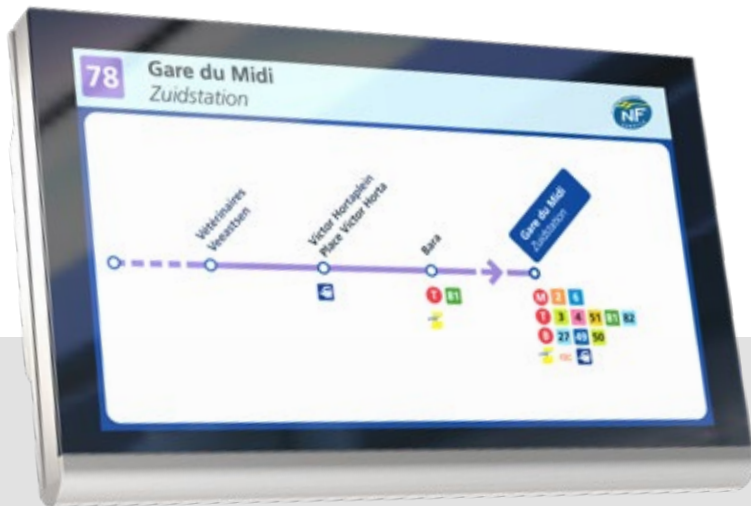 78
Gare du Midi
Zuidstation
NF
Vétérinaires
Veeartsen
Victor Hortaplein
Place Victor Horta
Bara
Gare du Midi
Zuidstation
T 81
M 2 6
T 3 4 51 81 82
B 27 49 50